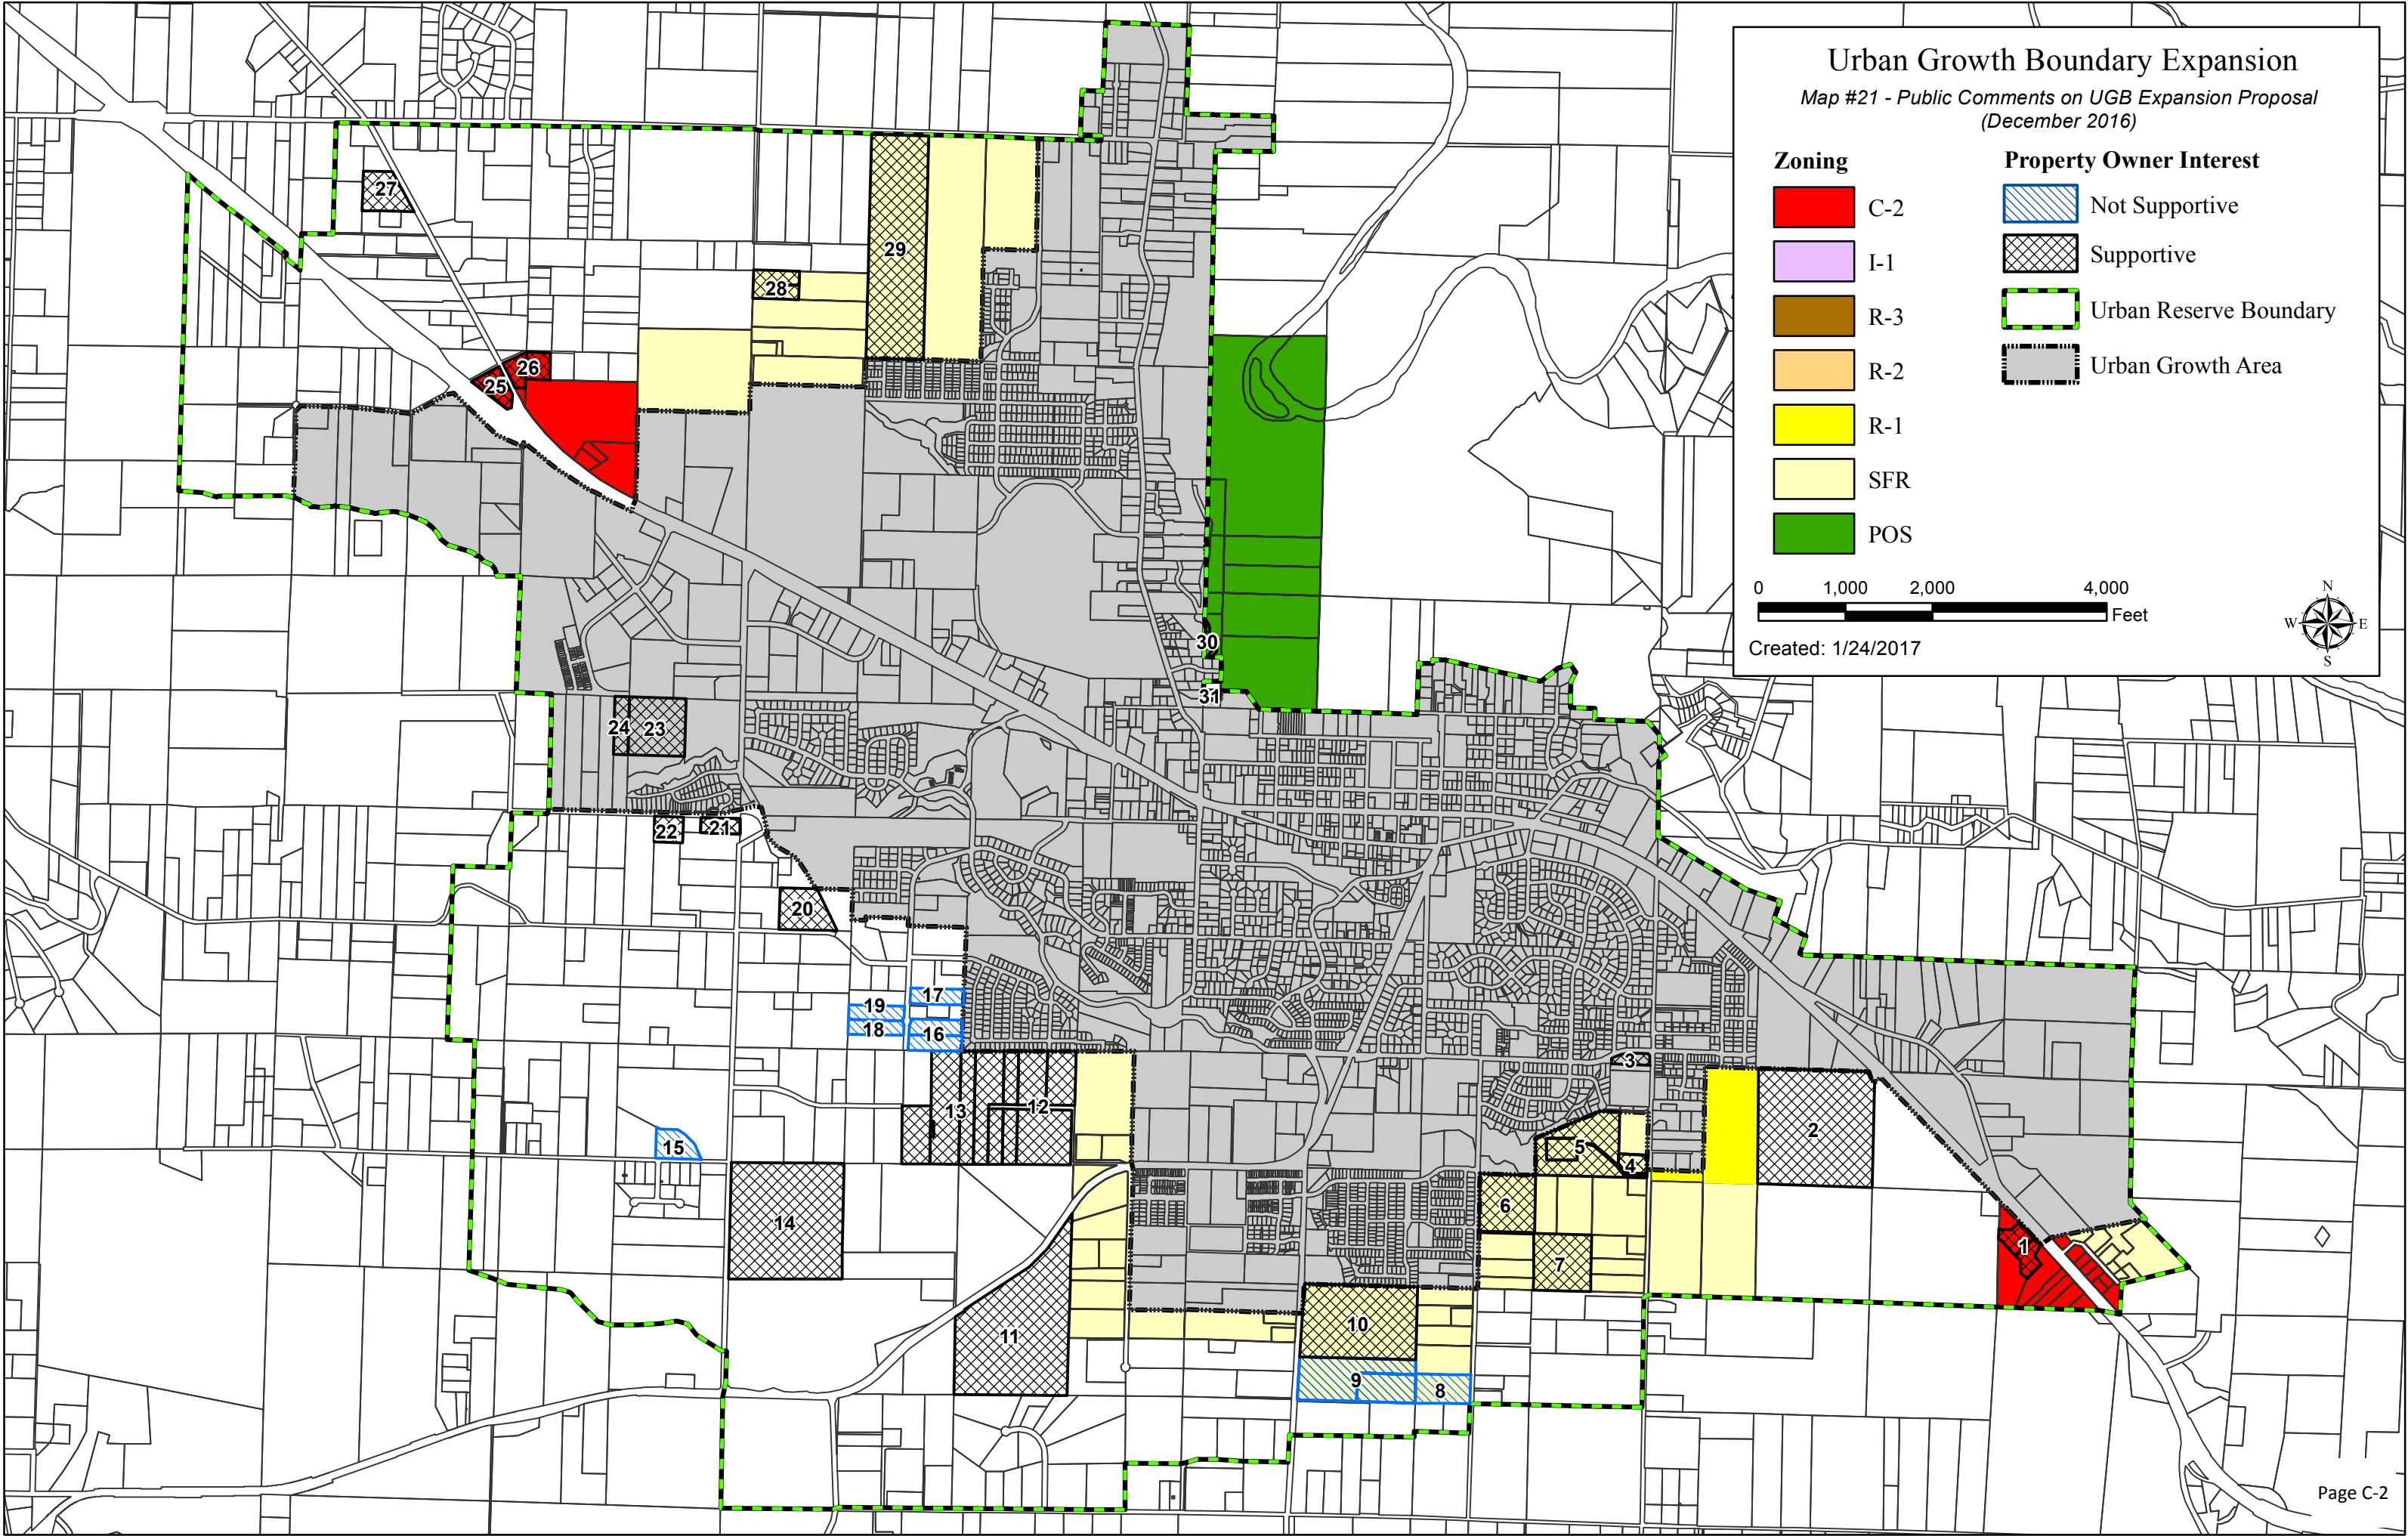 Urban Growth Boundary Expansion
Map #21 - Public Comments on UGB Expansion Proposal
(December 2016)
Zoning
C-2
I-1
R-3
R-2
R-1
SFR
POS
Property Owner Interest
Not Supportive
Supportive
Urban Reserve Boundary
Urban Growth Area
0 1,000 2,000 4,000
Feet
Created: 1/24/2017
N
W E
S
27
29
28
26
25
30
31
24 23
22 21
20
17
19
18 16
3
13 12
2
15
5
4
14
6
7
1
11
10
9 8
Page C-2